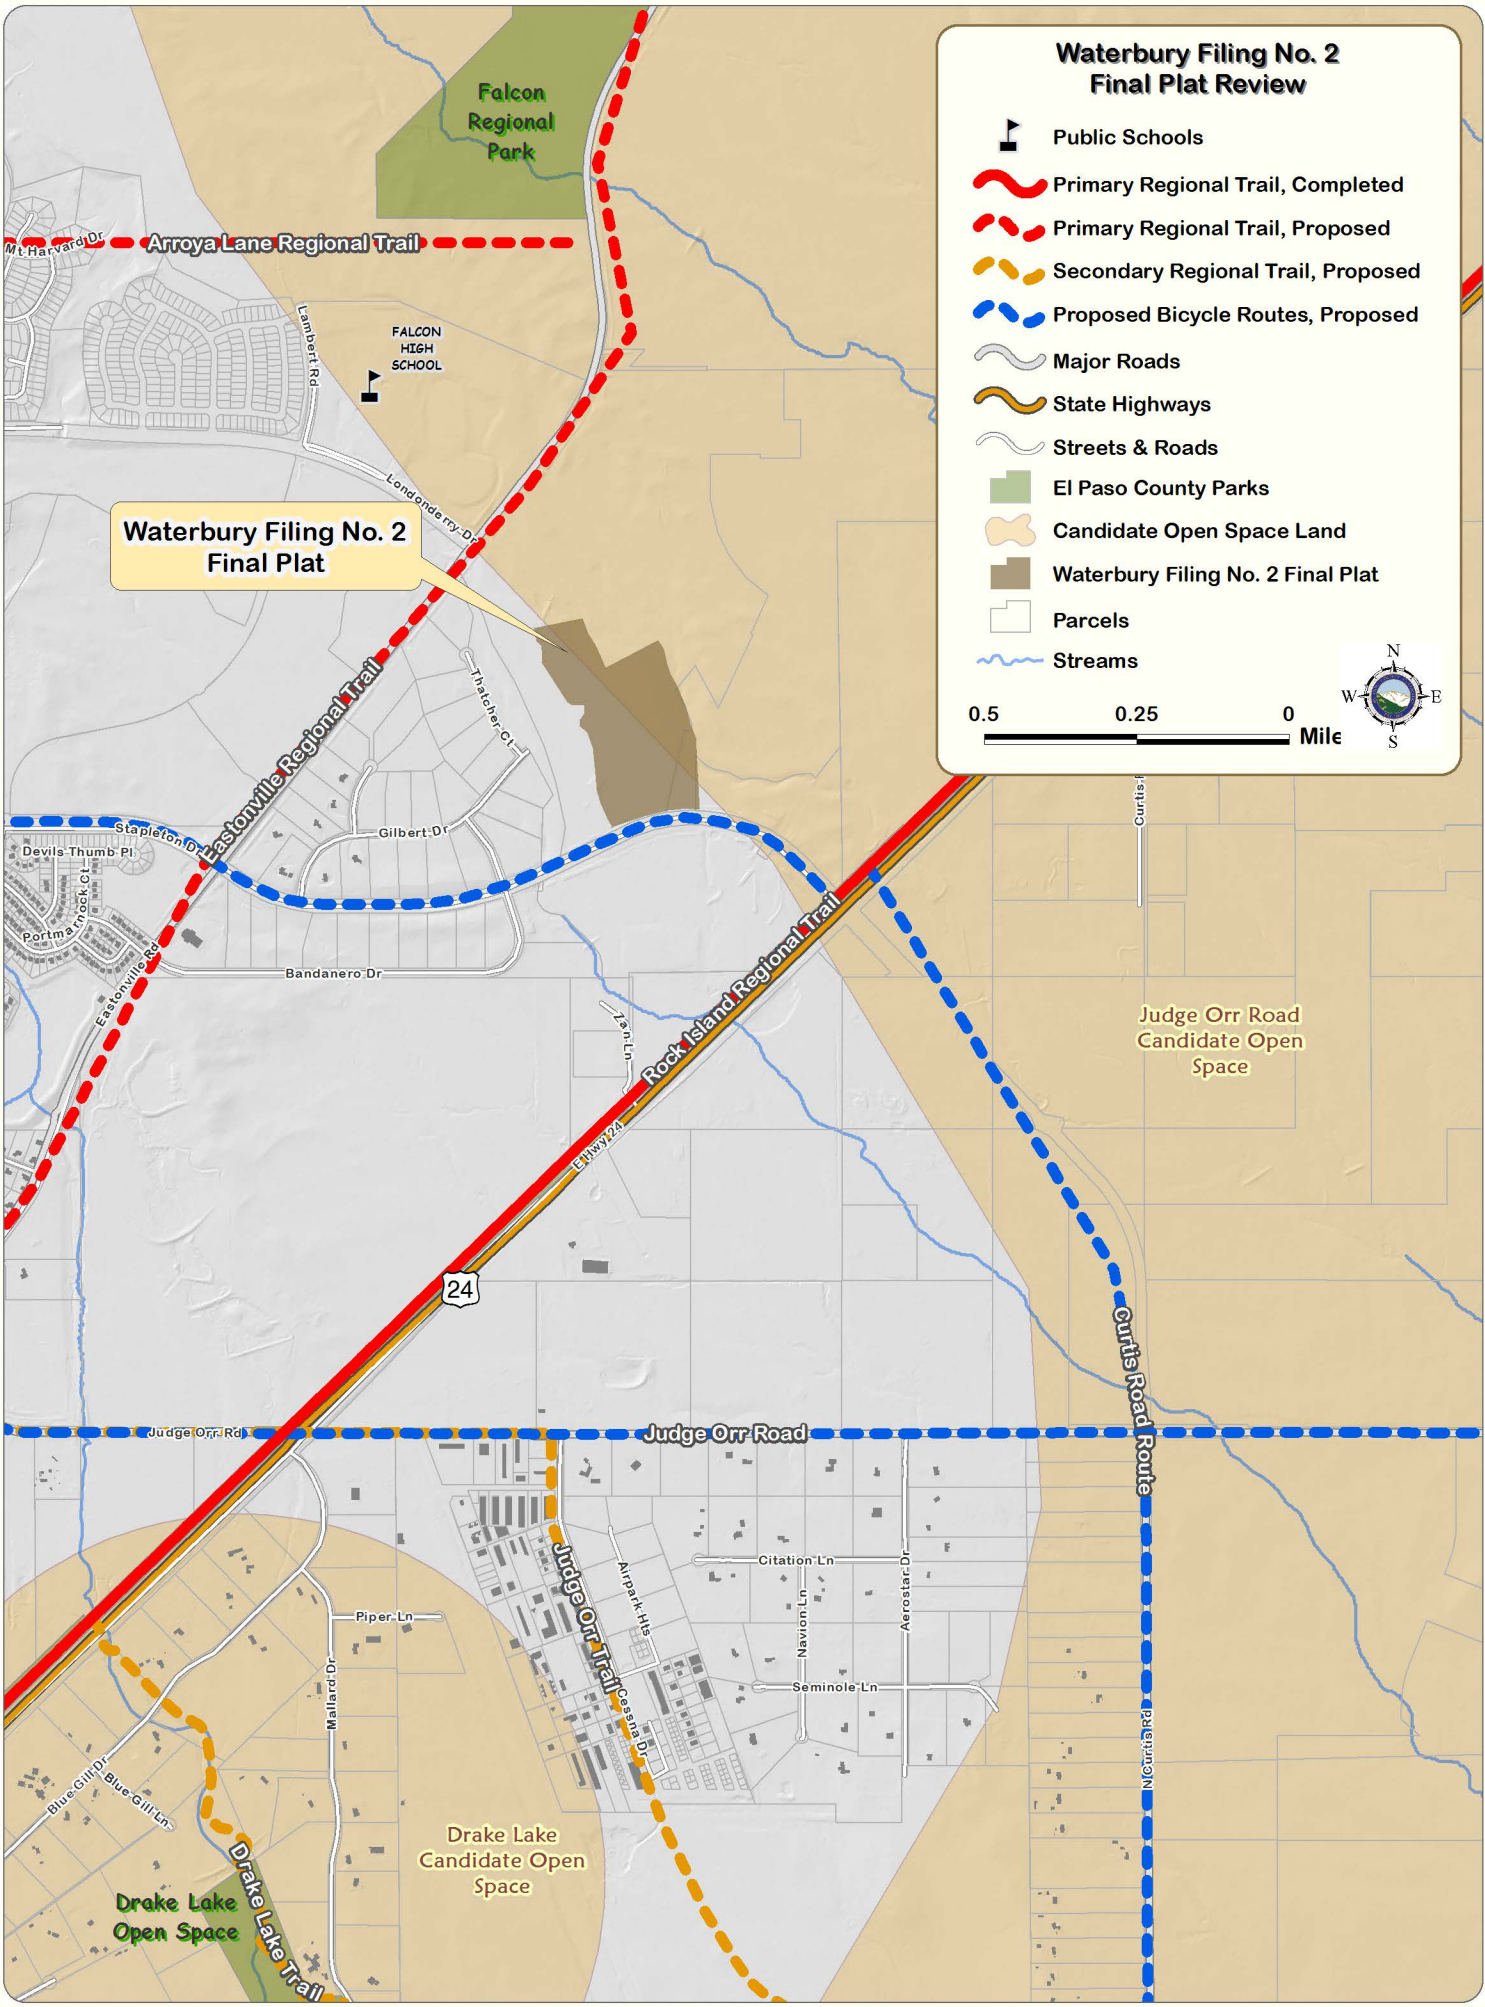 Waterbury Filing No. 2
Final Plat Review
Public Schools
Primary Regional Trail, Completed
Primary Regional Trail, Proposed
Secondary Regional Trail, Proposed
Proposed Bicycle Routes, Proposed
Major Roads
State Highways
Streets & Roads
El Paso County Parks
Candidate Open Space Land
Waterbury Filing No. 2 Final Plat
Parcels
Streams
N
W
E
S
0.5
0.25
0
Mile
Falcon
Regional
Park
Mt Harvard Dr
Arroya Lane Regional Trail
Lambert Rd
FALCON
HIGH
SCHOOL
Londonderry Dr
Waterbury Filing No. 2
Final Plat
Eastonville Regional Trail
Thatcher Ct
Gilbert Dr
Stapleton Dr
Devils Thumb Pl
Portmarnock Ct
Eastonville Rd
Bandanero Dr
Zan Ln
Rock Island Regional Trail
E Hwy 24
24
Curtis R
Judge Orr Road
Candidate Open
Space
Curtis Road Route
Judge Orr Rd
Judge Orr Road
Judge Orr Trail
Airpark Hts
Citation Ln
Navion Ln
Aerostar Dr
Seminole Ln
Cessna Dr
Piper Ln
Mallard Dr
N Curtis Rd
Blue Gill Dr
Blue Gill Ln
Drake Lake
Candidate Open
Space
Drake Lake
Open Space
Drake Lake Trail